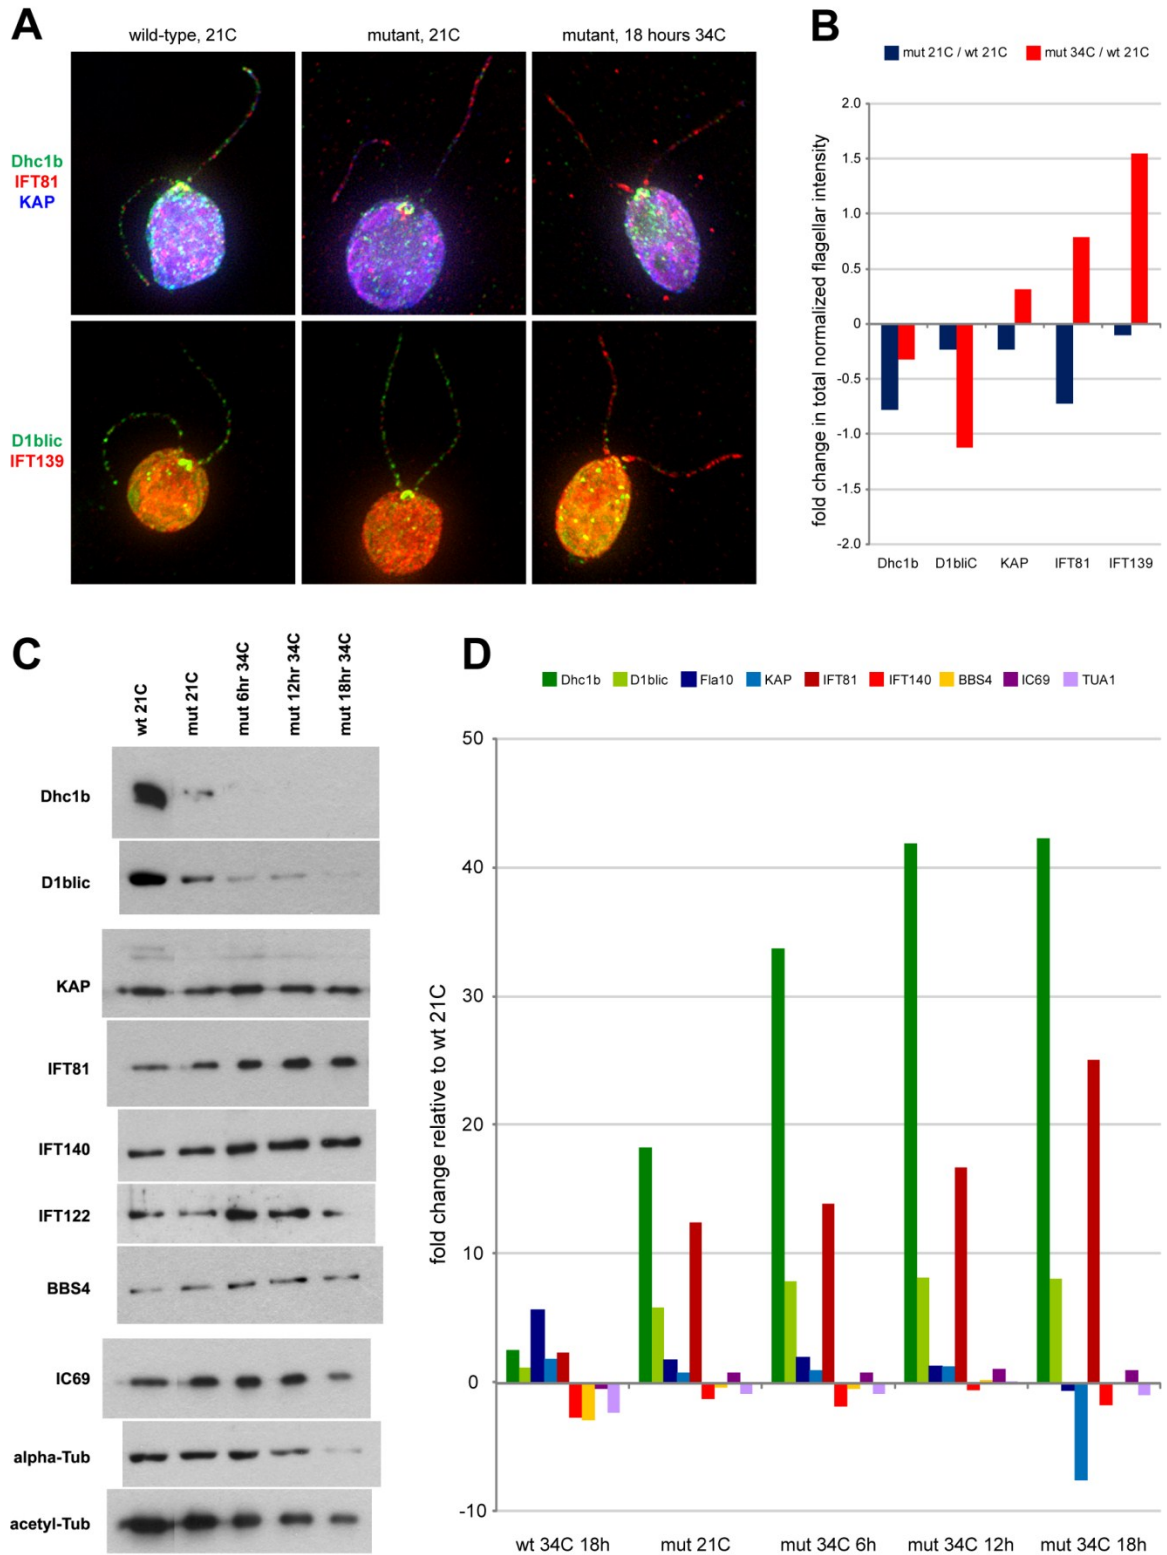 A
wild-type, 21C
mutant, 21C
mutant, 18 hours 34C
Dhc1b
IFT81
KAP
D1blic
IFT139
B
mut 21C / wt 21C
mut 34C / wt 21C
fold change in total normalized flagellar intensity
2.0
1.5
1.0
0.5
0
-0.5
-1.0
-1.5
-2.0
Dhc1b
D1bliC
KAP
IFT81
IFT139
C
wt 21C
mut 21C
mut 6hr 34C
mut 12hr 34C
mut 18hr 34C
Dhc1b
D1blic
KAP
IFT81
IFT140
IFT122
BBS4
IC69
alpha-Tub
acetyl-Tub
D
Dhc1b
D1blic
Fla10
KAP
IFT81
IFT140
BBS4
IC69
TUA1
fold change relative to wt 21C
50
40
30
20
10
0
-10
wt 34C 18h
mut 21C
mut 34C 6h
mut 34C 12h
mut 34C 18h